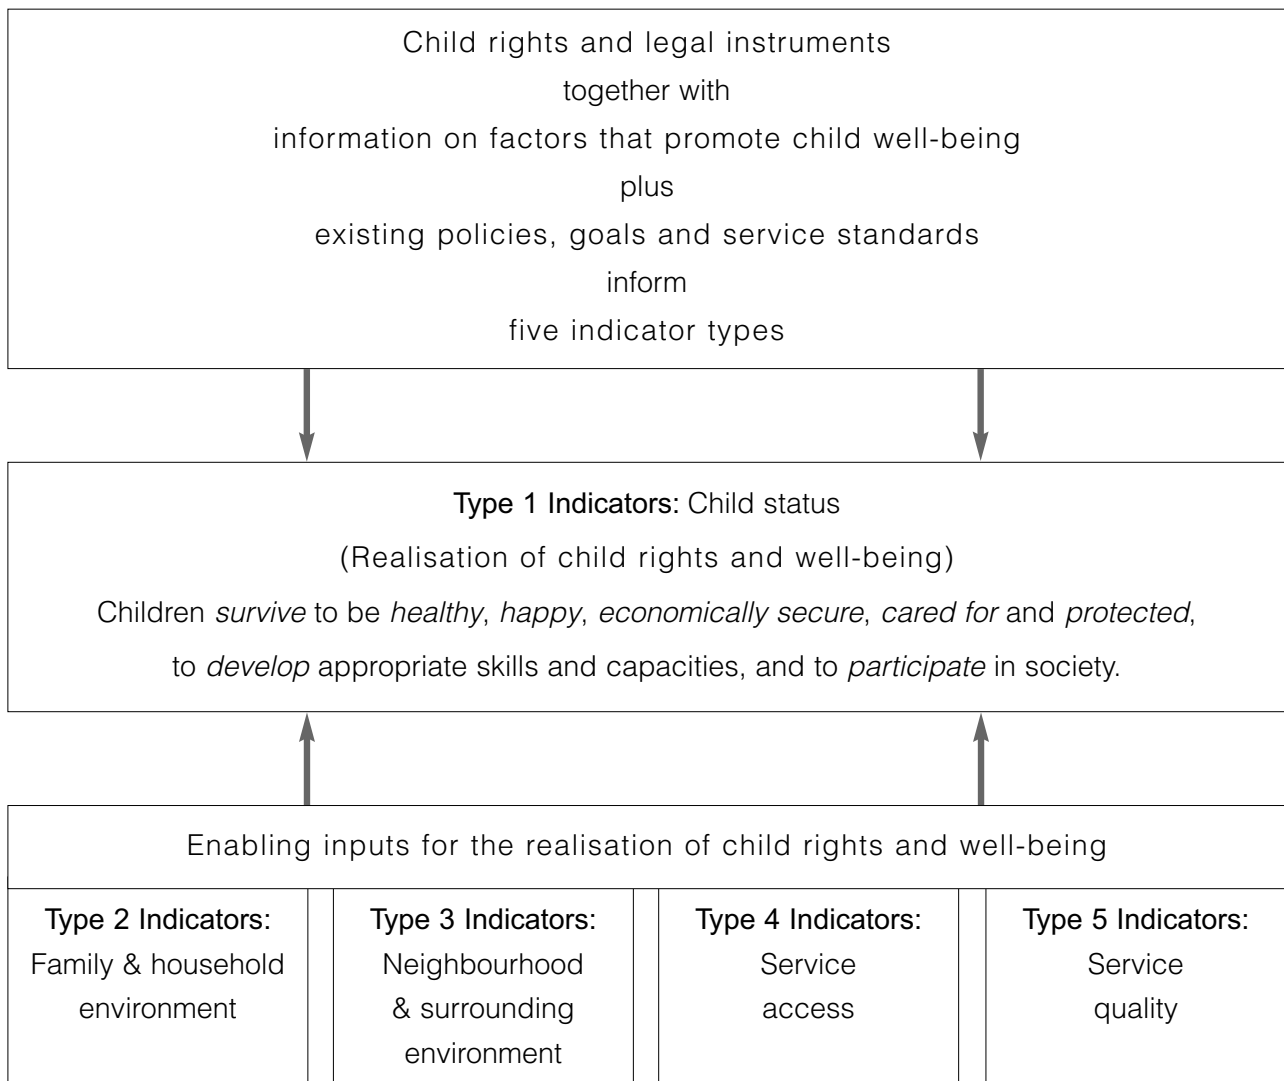 Child rights and legal instruments
together with
information on factors that promote child well-being
plus
existing policies, goals and service standards
inform
five indicator types
Type 1 Indicators: Child status
(Realisation of child rights and well-being)
Children survive to be healthy, happy, economically secure, cared for and protected,
to develop appropriate skills and capacities, and to participate in society.
Enabling inputs for the realisation of child rights and well-being
Type 2 Indicators:
Family & household
environment
Type 3 Indicators:
Neighbourhood
& surrounding
environment
Type 4 Indicators:
Service
access
Type 5 Indicators:
Service
quality